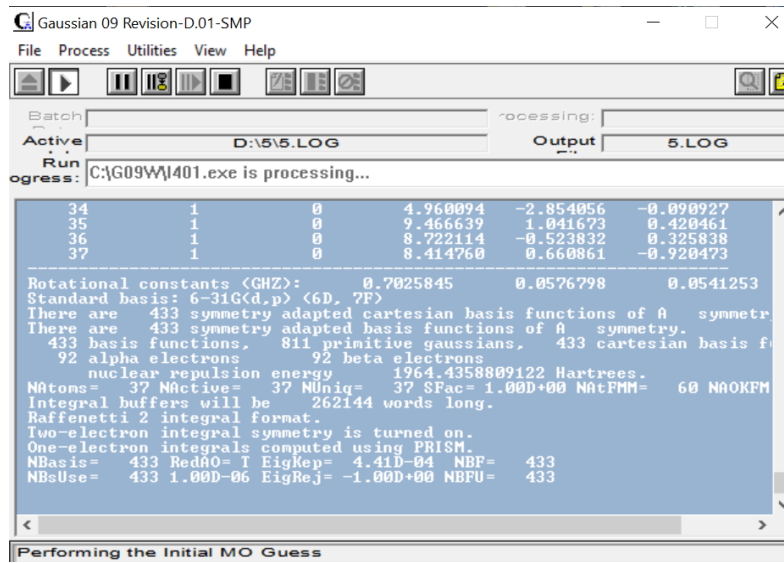 Gaussian 09 Revision-D.01-SMP
File Process Utilities View Help
Batch
rocessing:
Active D:\5\5.LOG Output 5.LOG
Run
ogress: C:\G09W\l401.exe is processing...
34 1 0 4.960094 -2.854056 -0.090927
35 1 0 9.466639 1.041673 0.420461
36 1 0 8.722114 -0.523832 0.325838
37 1 0 8.414760 0.660861 -0.920473
Rotational constants (GHZ): 0.7025845 0.0576798 0.0541253
Standard basis: 6-31G(d,p) (6D, 7F)
There are 433 symmetry adapted cartesian basis functions of A symmetr
There are 433 symmetry adapted basis functions of A symmetry.
433 basis functions, 811 primitive gaussians, 433 cartesian basis f
92 alpha electrons 92 beta electrons
nuclear repulsion energy 1964.4358809122 Hartrees.
NAtoms= 37 NActive= 37 NUniq= 37 SFac= 1.00D+00 NAtFMM= 60 NAOKFM
Integral buffers will be 262144 words long.
Raffenetti 2 integral format.
Two-electron integral symmetry is turned on.
One-electron integrals computed using PRISM.
NBasis= 433 RedAO= T EigKep= 4.41D-04 NBF= 433
NBsUse= 433 1.00D-06 EigRej= -1.00D+00 NBFU= 433
Performing the Initial MO Guess